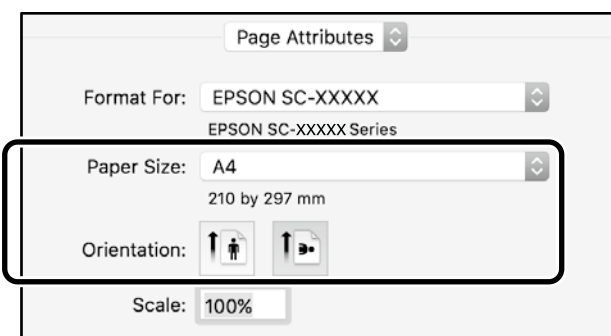 Page Attributes
Format For: EPSON SC-XXXXX
EPSON SC-XXXXX Series
Paper Size: A4
210 by 297 mm
Orientation:
Scale: 100%